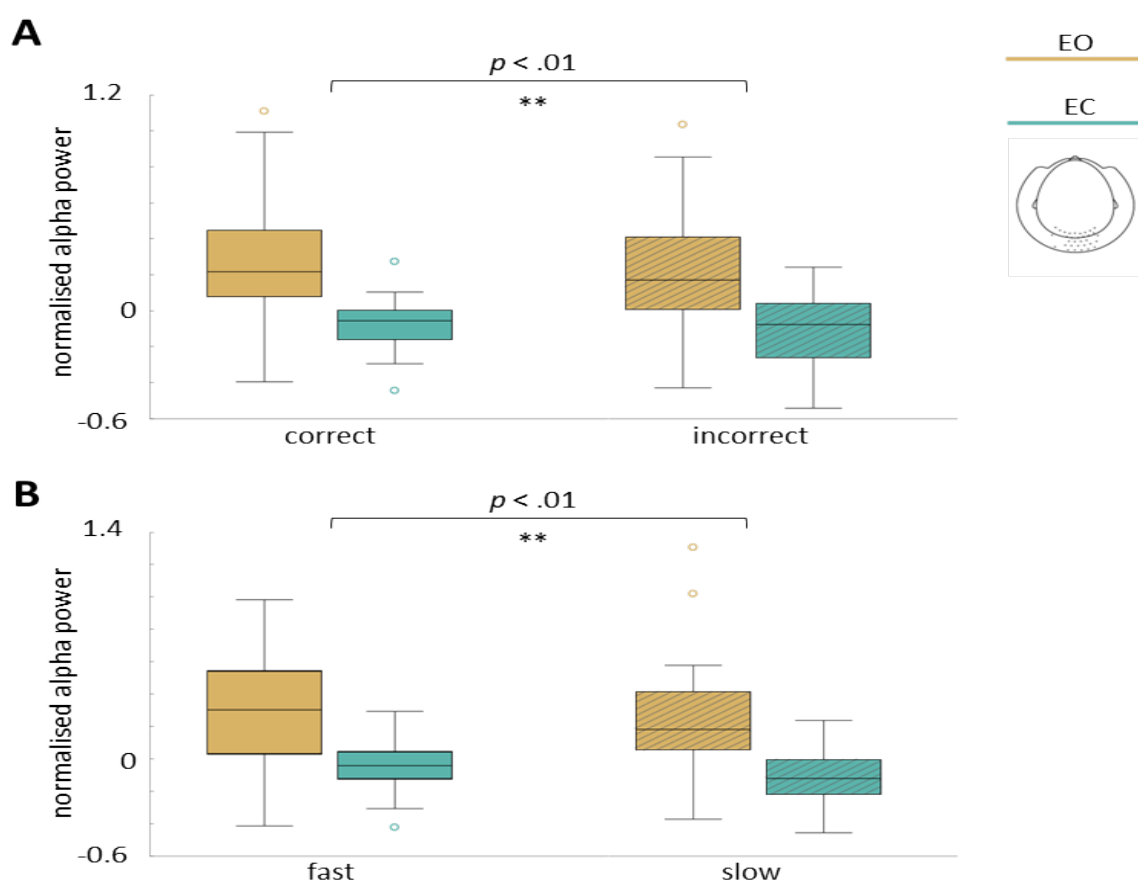 A
p < .01
**
EO
EC
1.2
0
-0.6
normalised alpha power
correct
incorrect
B
p < .01
**
1.4
0
-0.6
normalised alpha power
fast
slow